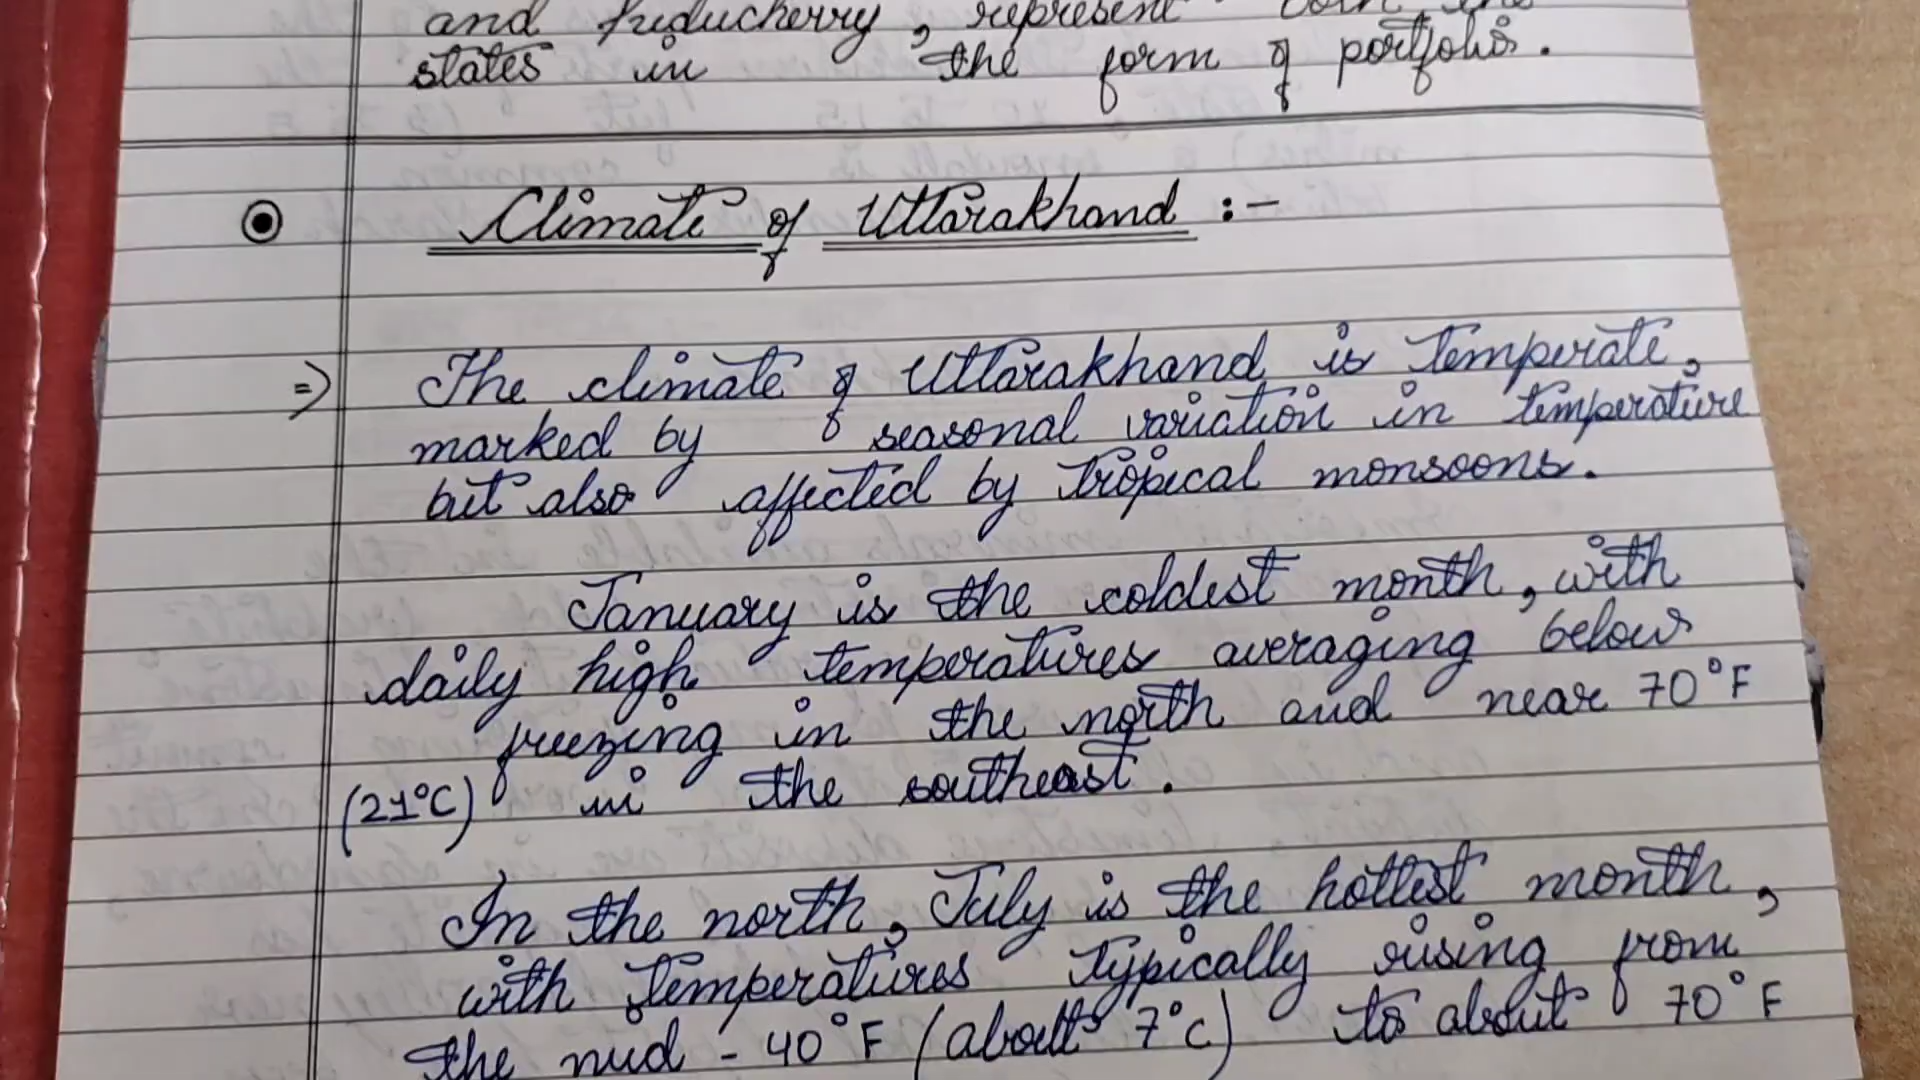 and Puducherry, represent both the
states in the form of portfolio.
Climate of Uttarakhand :-
=> The climate of Uttarakhand is temperate,
marked by seasonal variation in temperature
but also affected by tropical monsoons.
January is the coldest month, with
daily high temperatures averaging below
freezing in the north and near 70°F
(21°C) in the southeast.
In the north, July is the hottest month,
with temperatures typically rising from
the mid - 40°F (about 7°C) to about 70°F